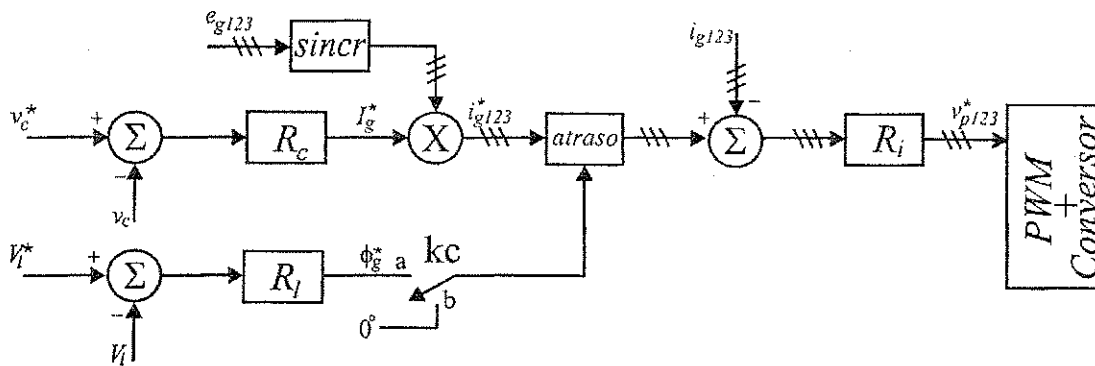 e_g123
sincr
i_g123
v_c*
+
Σ
−
v_c
R_c
I_g*
X
i_g123*
atraso
+
−
Σ
R_i
v_p123*
PWM
+
Conversor
V_l*
+
Σ
−
V_l
R_l
ϕ_g*
a
kc
b
0°